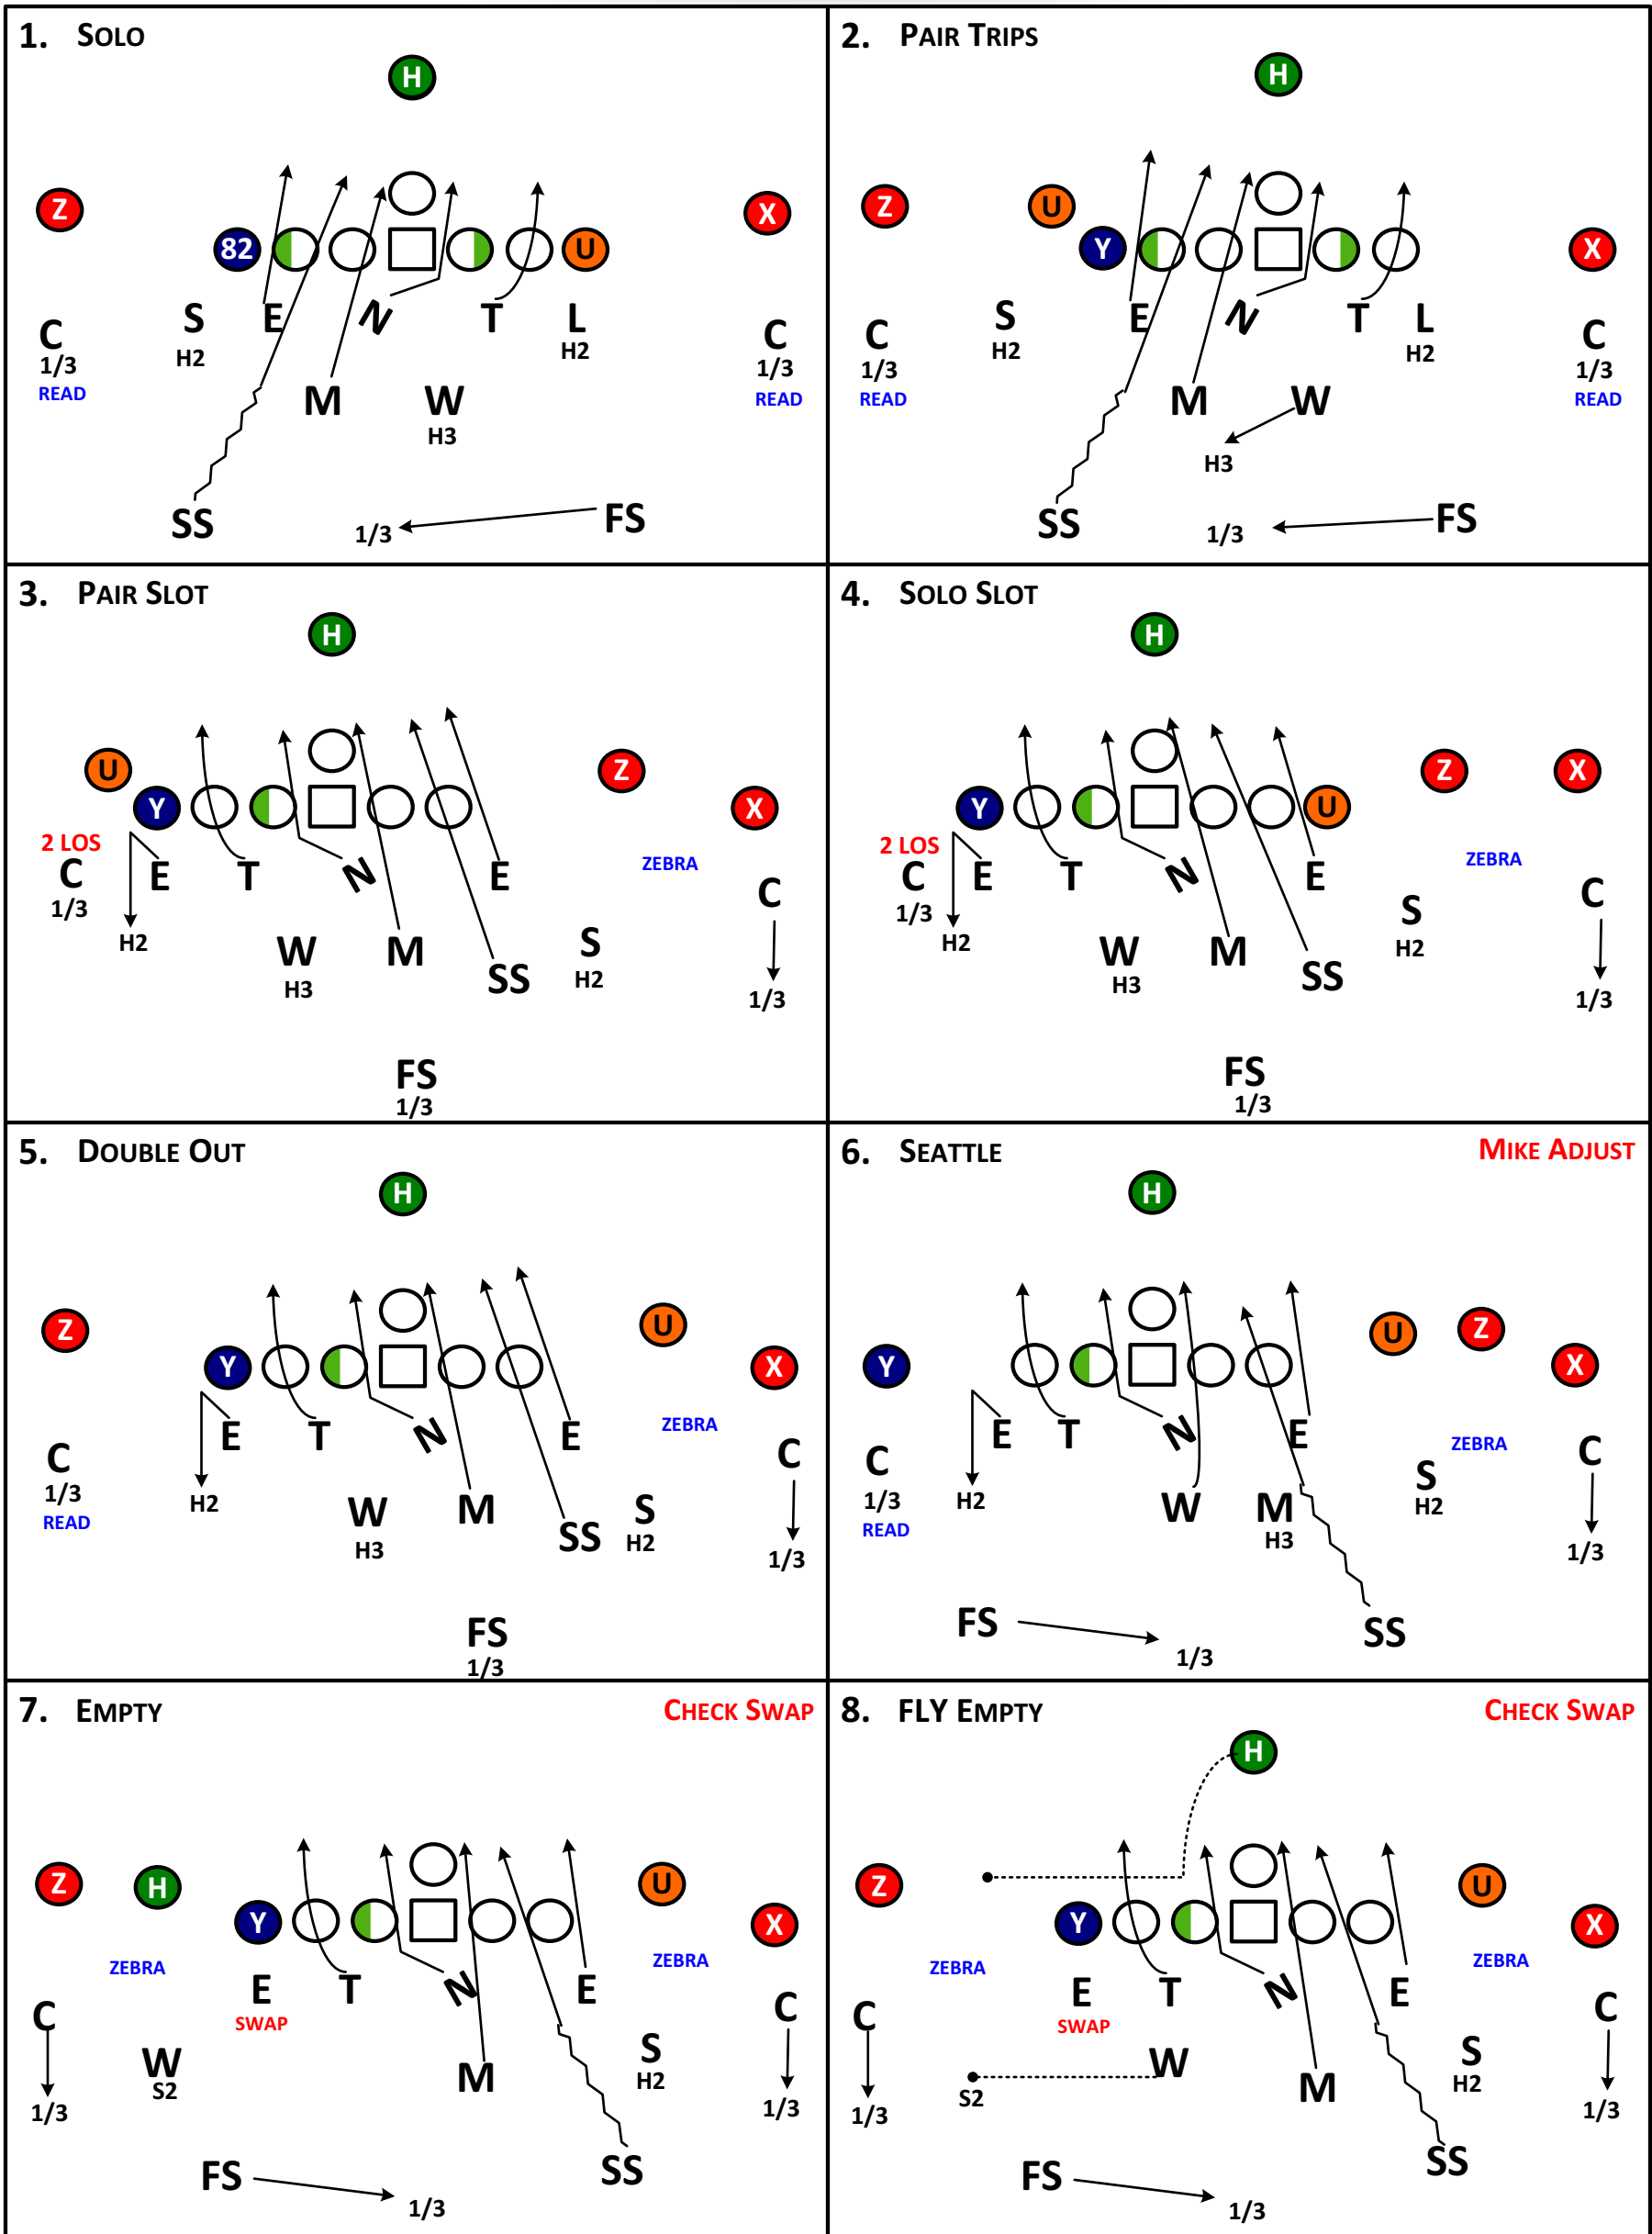 1. SOLO
H
Z
X
82
U
S E N T L
C H2 H2 C
1/3 1/3
READ READ
M W
H3
SS 1/3 FS
2. PAIR TRIPS
H
Z U
Y X
S E N T L
C H2 H2 C
1/3 1/3
READ READ
M W
H3
SS 1/3 FS
3. PAIR SLOT
H
U Z
Y X
2 LOS ZEBRA
C E T N E C
1/3
H2 W M S
H3 SS H2 1/3
FS
1/3
4. SOLO SLOT
H
Z X
Y U
2 LOS ZEBRA
C E T N E C
1/3 S
H2 W M H2
H3 SS 1/3
FS
1/3
5. DOUBLE OUT
H
Z U
Y X
ZEBRA
E T N E
C C
1/3 H2 W M S
READ H3 SS H2 1/3
FS
1/3
6. SEATTLE MIKE ADJUST
H
U Z
Y X
ZEBRA
E T N E
C S C
1/3 H2 W M H2
READ H3 1/3
FS SS
1/3
7. EMPTY CHECK SWAP
Z H U
Y X
ZEBRA ZEBRA
E T N E
C SWAP C
W M S
S2 H2
1/3 1/3
FS SS
1/3
8. FLY EMPTY CHECK SWAP
H
Z U
Y X
ZEBRA ZEBRA
E T N E
C SWAP C
W M S
S2 H2
1/3 1/3
FS SS
1/3